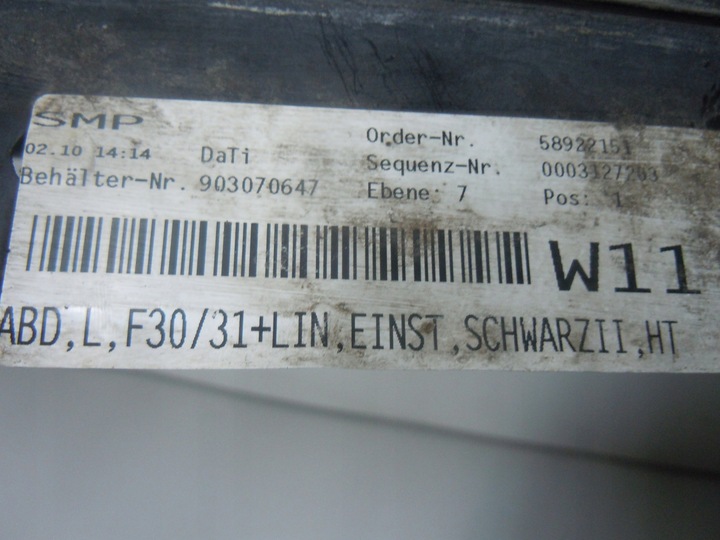 SMP
02.10 14:14 DaTi Order-Nr. 58922151
Sequenz-Nr. 0003127203
Behälter-Nr. 903070647 Ebene: 7 Pos: 1
W11
ABD,L,F30/31+LIN,EINST,SCHWARZII,HT